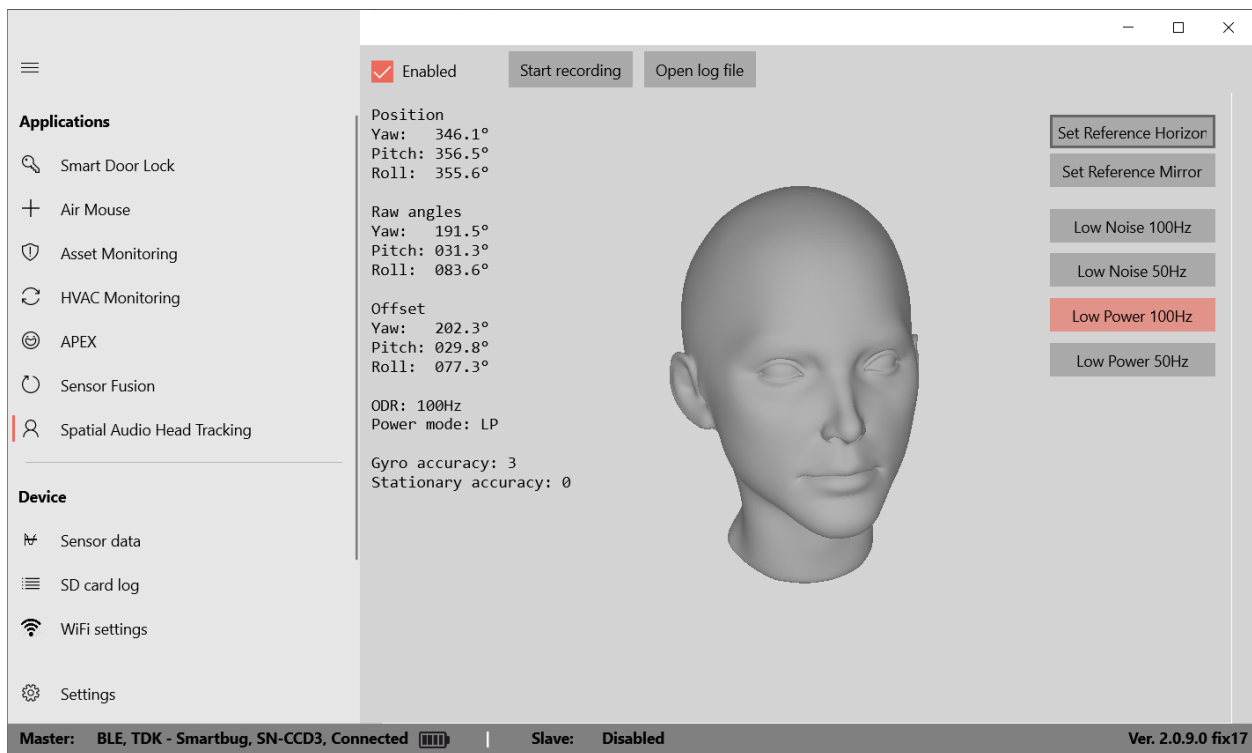 Applications
Smart Door Lock
Air Mouse
Asset Monitoring
HVAC Monitoring
APEX
Sensor Fusion
Spatial Audio Head Tracking
Device
Sensor data
SD card log
WiFi settings
Settings
Enabled
Start recording
Open log file
Position
Yaw: 346.1°
Pitch: 356.5°
Roll: 355.6°
Raw angles
Yaw: 191.5°
Pitch: 031.3°
Roll: 083.6°
Offset
Yaw: 202.3°
Pitch: 029.8°
Roll: 077.3°
ODR: 100Hz
Power mode: LP
Gyro accuracy: 3
Stationary accuracy: 0
Set Reference Horizon
Set Reference Mirror
Low Noise 100Hz
Low Noise 50Hz
Low Power 100Hz
Low Power 50Hz
Master: BLE, TDK - Smartbug, SN-CCD3, Connected | Slave: Disabled Ver. 2.0.9.0 fix17